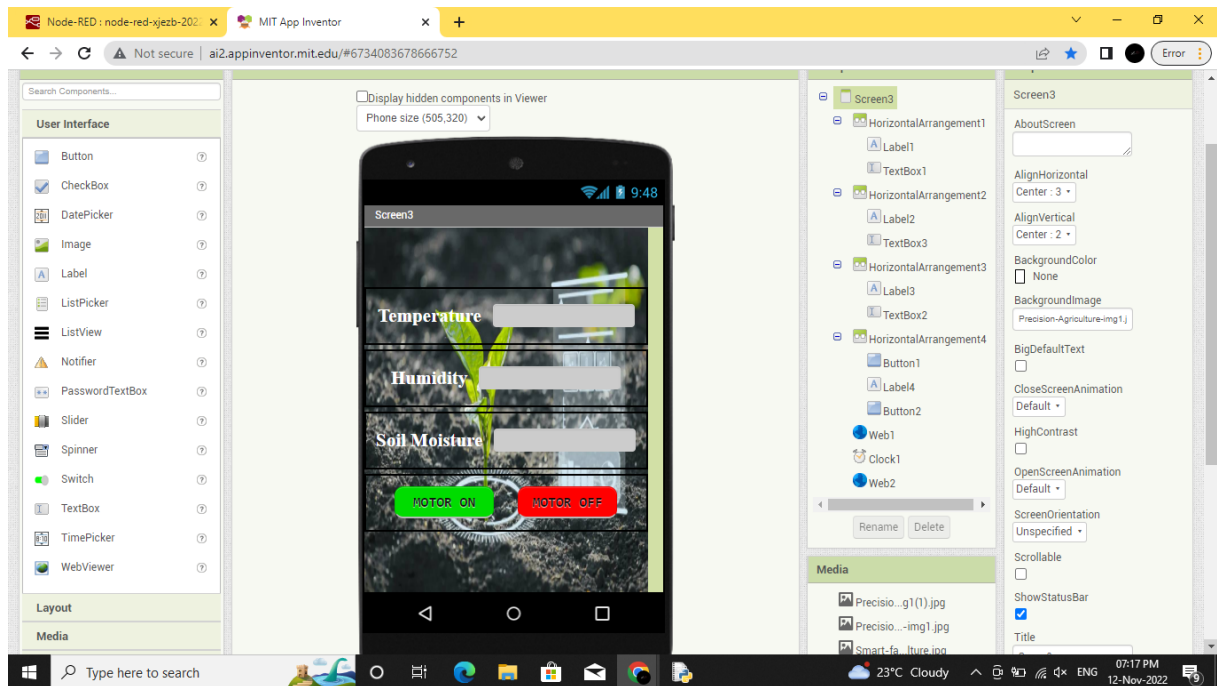 Node-RED : node-red-xjezb-202
MIT App Inventor
Not secure | ai2.appinventor.mit.edu/#6734083678666752
Error
Search Components...
User Interface
Button
CheckBox
DatePicker
Image
Label
ListPicker
ListView
Notifier
PasswordTextBox
Slider
Spinner
Switch
TextBox
TimePicker
WebViewer
Layout
Media
Display hidden components in Viewer
Phone size (505,320)
9:48
Screen3
Temperature
Humidity
Soil Moisture
MOTOR ON
MOTOR OFF
Screen3
HorizontalArrangement1
Label1
TextBox1
HorizontalArrangement2
Label2
TextBox3
HorizontalArrangement3
Label3
TextBox2
HorizontalArrangement4
Button1
Label4
Button2
Web1
Clock1
Web2
Rename Delete
Media
Precisio...g1(1).jpg
Precisio...-img1.jpg
Smart-fa...lture.jpg
Screen3
AboutScreen
AlignHorizontal
Center : 3
AlignVertical
Center : 2
BackgroundColor
None
BackgroundImage
Precision-Agriculture-img1.j
BigDefaultText
CloseScreenAnimation
Default
HighContrast
OpenScreenAnimation
Default
ScreenOrientation
Unspecified
Scrollable
ShowStatusBar
Title
Type here to search
23°C Cloudy
ENG
07:17 PM
12-Nov-2022